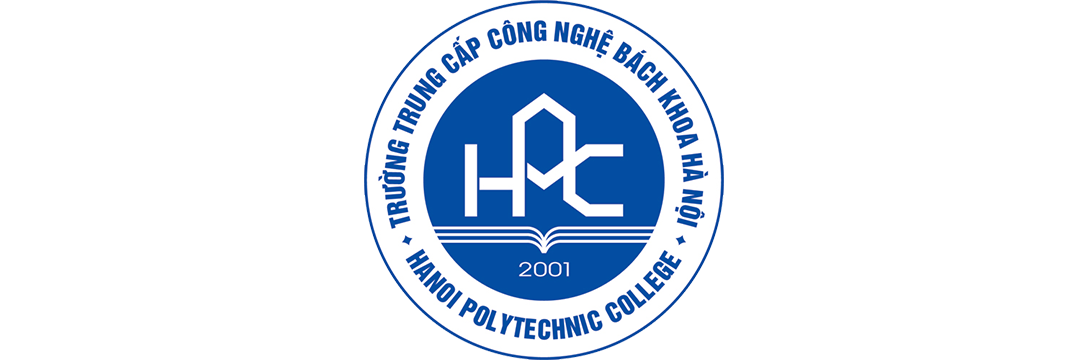 TRƯỜNG TRUNG CẤP CÔNG NGHỆ BÁCH KHOA HÀ NỘI
HPC
2001
HANOI POLYTECHNIC COLLEGE